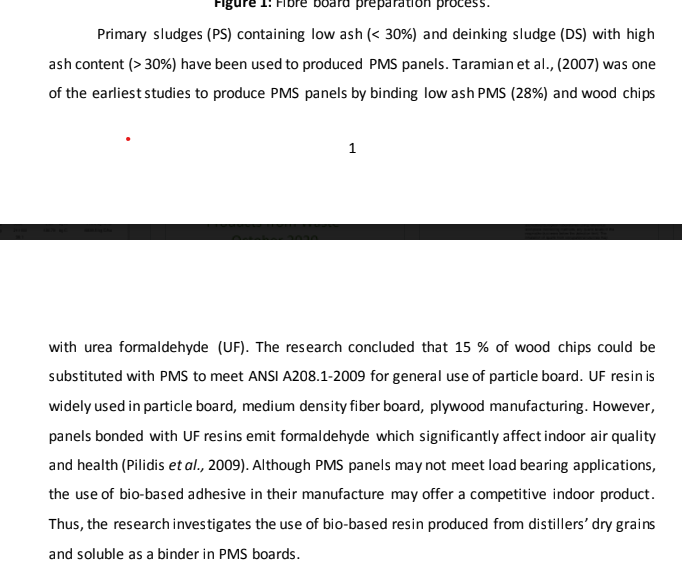 Figure 1: Fibre board preparation process.
Primary sludges (PS) containing low ash (< 30%) and deinking sludge (DS) with high
ash content (> 30%) have been used to produced PMS panels. Taramian et al., (2007) was one
of the earliest studies to produce PMS panels by binding low ash PMS (28%) and wood chips
1
with urea formaldehyde (UF). The research concluded that 15 % of wood chips could be
substituted with PMS to meet ANSI A208.1-2009 for general use of particle board. UF resin is
widely used in particle board, medium density fiber board, plywood manufacturing. However,
panels bonded with UF resins emit formaldehyde which significantly affect indoor air quality
and health (Pilidis et al., 2009). Although PMS panels may not meet load bearing applications,
the use of bio-based adhesive in their manufacture may offer a competitive indoor product.
Thus, the research investigates the use of bio-based resin produced from distillers’ dry grains
and soluble as a binder in PMS boards.